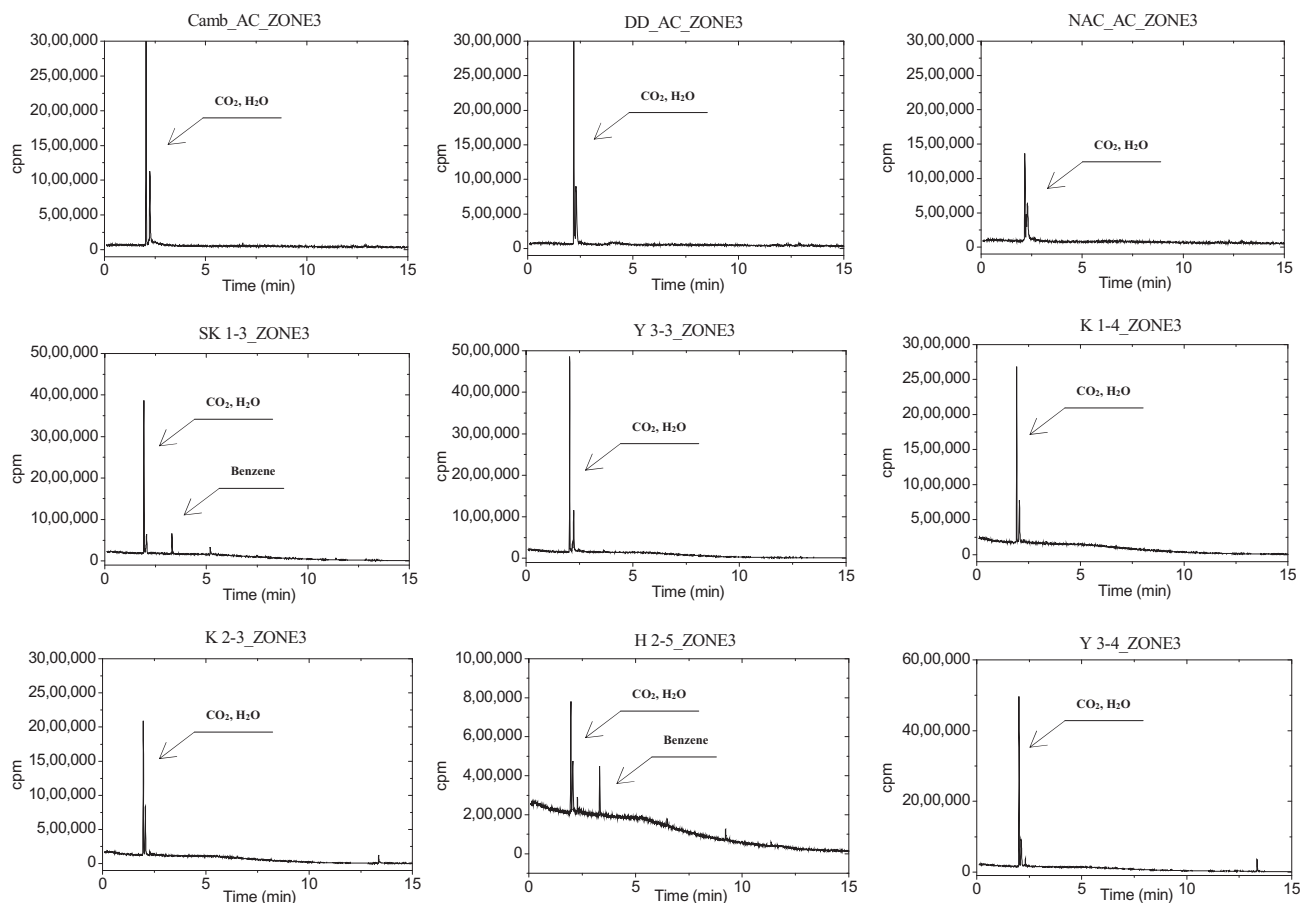 Camb_AC_ZONE3
30,00,000
25,00,000
20,00,000
15,00,000
10,00,000
5,00,000
0
cpm
CO₂, H₂O
0 5 10 15
Time (min)
DD_AC_ZONE3
30,00,000
25,00,000
20,00,000
15,00,000
10,00,000
5,00,000
0
cpm
CO₂, H₂O
0 5 10 15
Time (min)
NAC_AC_ZONE3
30,00,000
25,00,000
20,00,000
15,00,000
10,00,000
5,00,000
0
cpm
CO₂, H₂O
0 5 10 15
Time (min)
SK 1-3_ZONE3
50,00,000
40,00,000
30,00,000
20,00,000
10,00,000
0
cpm
CO₂, H₂O
Benzene
0 5 10 15
Time (min)
Y 3-3_ZONE3
50,00,000
40,00,000
30,00,000
20,00,000
10,00,000
0
cpm
CO₂, H₂O
0 5 10 15
Time (min)
K 1-4_ZONE3
30,00,000
25,00,000
20,00,000
15,00,000
10,00,000
5,00,000
0
cpm
CO₂, H₂O
0 5 10 15
Time (min)
K 2-3_ZONE3
30,00,000
25,00,000
20,00,000
15,00,000
10,00,000
5,00,000
0
cpm
CO₂, H₂O
0 5 10 15
Time (min)
H 2-5_ZONE3
10,00,000
8,00,000
6,00,000
4,00,000
2,00,000
0
cpm
CO₂, H₂O
Benzene
0 5 10 15
Time (min)
Y 3-4_ZONE3
60,00,000
40,00,000
20,00,000
0
cpm
CO₂, H₂O
0 5 10 15
Time (min)